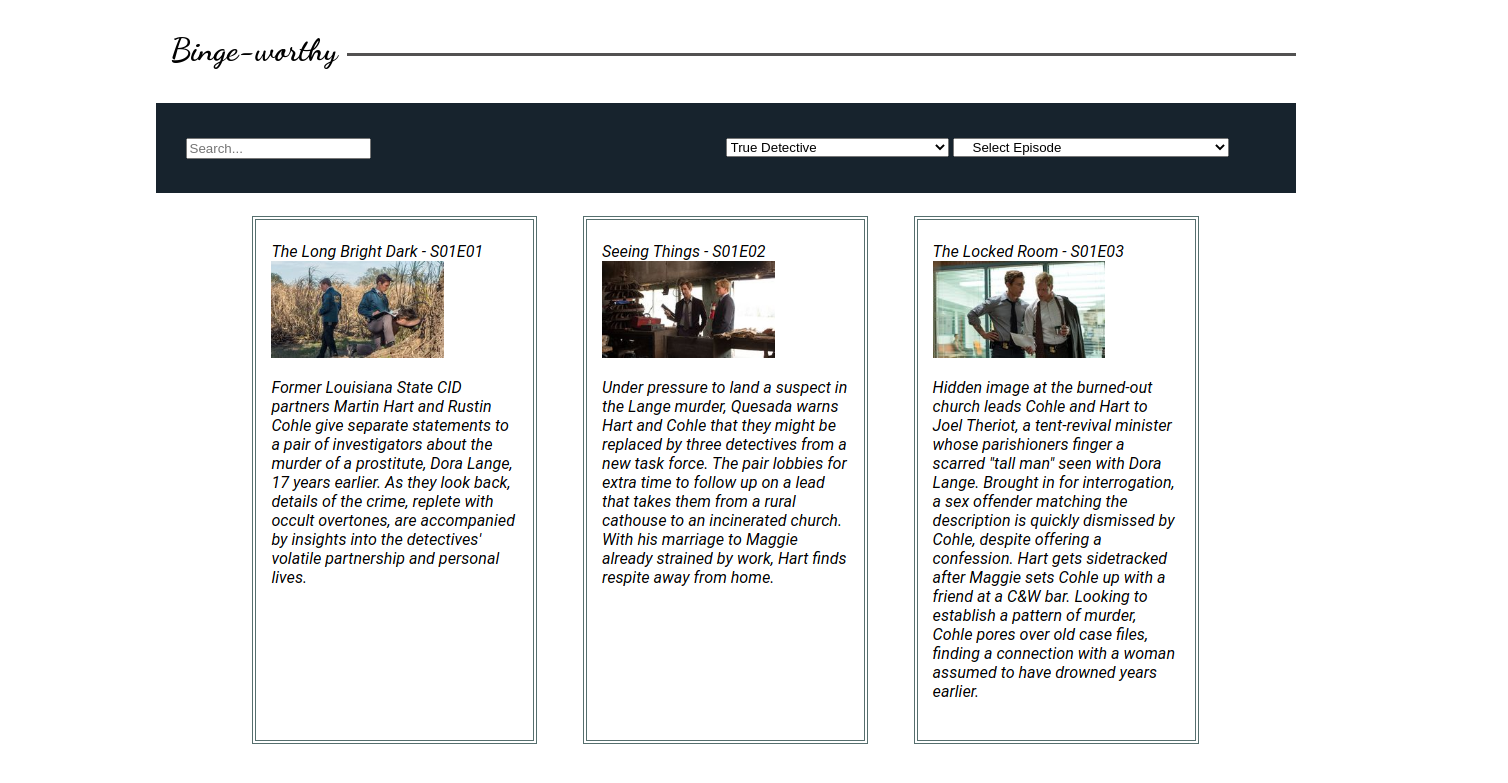 Binge-worthy
Search...
True Detective
Select Episode
The Long Bright Dark - S01E01
Former Louisiana State CID
partners Martin Hart and Rustin
Cohle give separate statements to
a pair of investigators about the
murder of a prostitute, Dora Lange,
17 years earlier. As they look back,
details of the crime, replete with
occult overtones, are accompanied
by insights into the detectives'
volatile partnership and personal
lives.
Seeing Things - S01E02
Under pressure to land a suspect in
the Lange murder, Quesada warns
Hart and Cohle that they might be
replaced by three detectives from a
new task force. The pair lobbies for
extra time to follow up on a lead
that takes them from a rural
cathouse to an incinerated church.
With his marriage to Maggie
already strained by work, Hart finds
respite away from home.
The Locked Room - S01E03
Hidden image at the burned-out
church leads Cohle and Hart to
Joel Theriot, a tent-revival minister
whose parishioners finger a
scarred "tall man" seen with Dora
Lange. Brought in for interrogation,
a sex offender matching the
description is quickly dismissed by
Cohle, despite offering a
confession. Hart gets sidetracked
after Maggie sets Cohle up with a
friend at a C&W bar. Looking to
establish a pattern of murder,
Cohle pores over old case files,
finding a connection with a woman
assumed to have drowned years
earlier.